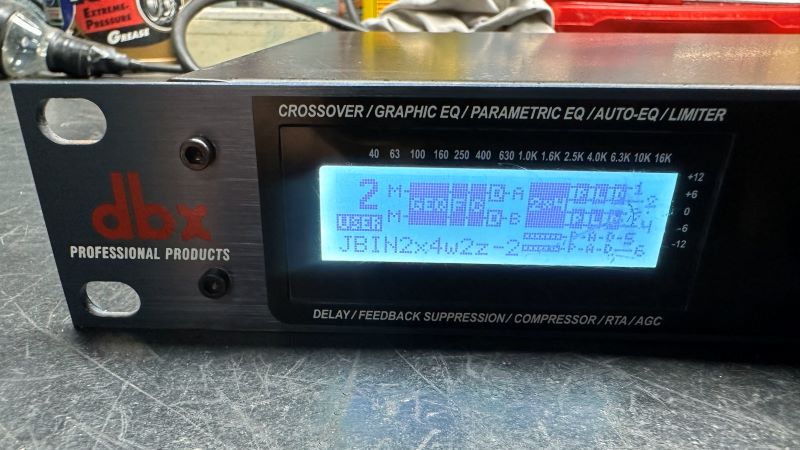 EXTREME-
PRESSURE
GREASE
CROSSOVER / GRAPHIC EQ / PARAMETRIC EQ / AUTO-EQ / LIMITER
40 63 100 160 250 400 630 1.0K 1.6K 2.5K 4.0K 6.3K 10K 16K
+12
+6
0
-6
-12
2
USER
M-GEQ F D-A 2x4
M- D-B
JBIN2x4w2z-2
dbx
PROFESSIONAL PRODUCTS
DELAY / FEEDBACK SUPPRESSION / COMPRESSOR / RTA / AGC